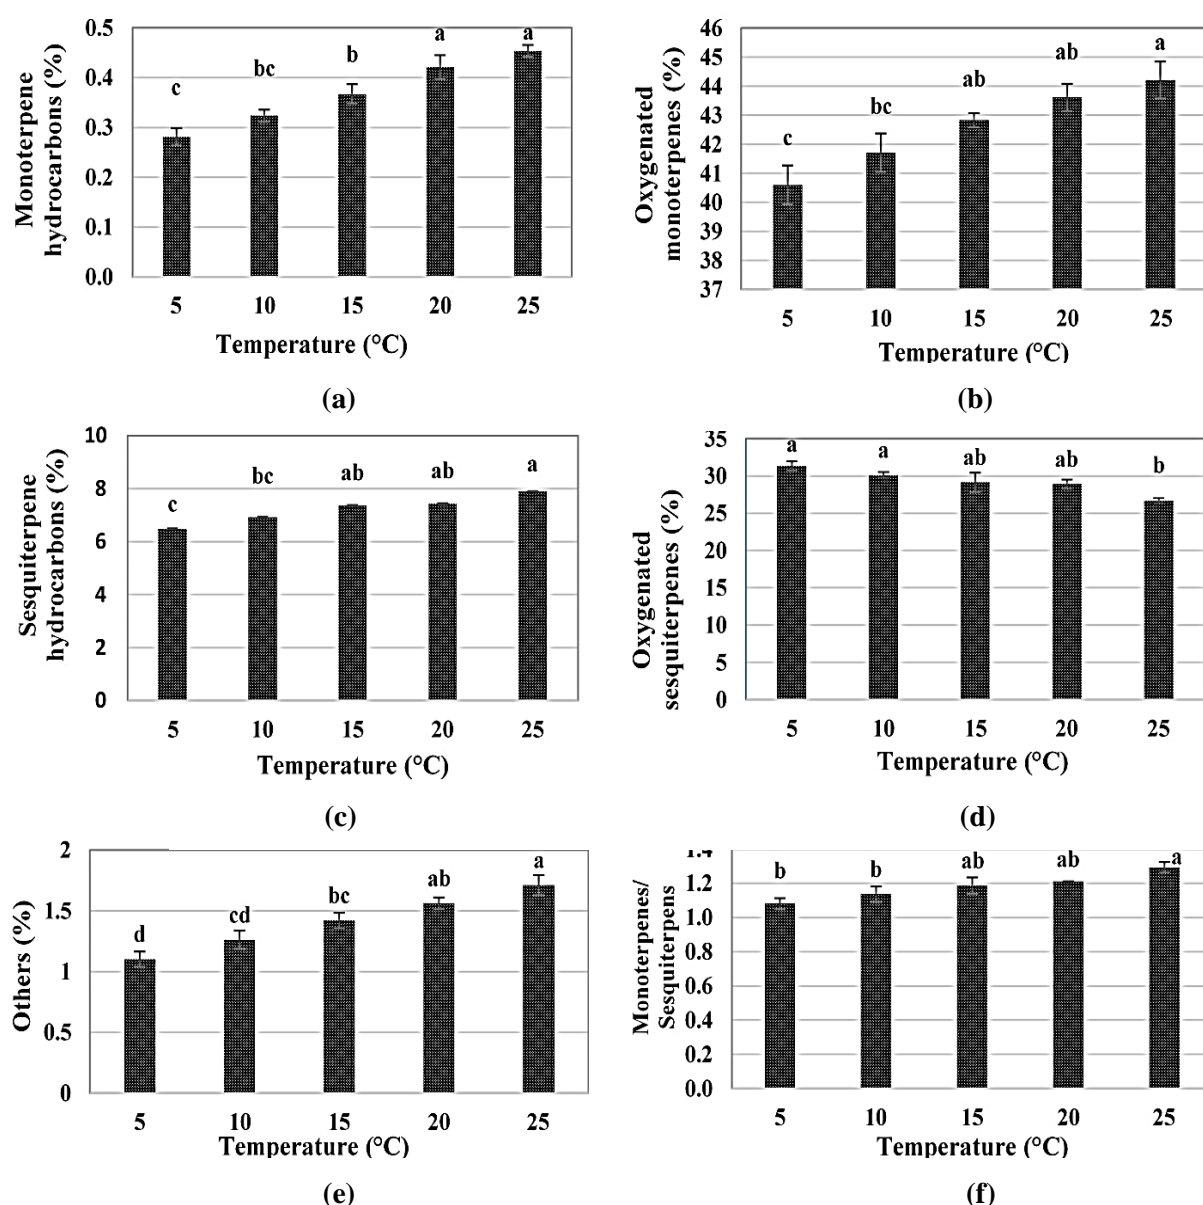 Monoterpene
hydrocarbons (%)
0.5
0.4
0.3
0.2
0.1
0.0
c
bc
b
a
a
5 10 15 20 25
Temperature (°C)
(a)
Oxygenated
monoterpenes (%)
46
45
44
43
42
41
40
39
38
37
c
bc
ab
ab
a
5 10 15 20 25
Temperature (°C)
(b)
Sesquiterpene
hydrocarbons (%)
10
8
6
4
2
0
c
bc
ab
ab
a
5 10 15 20 25
Temperature (°C)
(c)
Oxygenated
sesquiterpenes (%)
35
30
25
20
15
10
5
0
a
a
ab
ab
b
5 10 15 20 25
Temperature (°C)
(d)
Others (%)
2
1.5
1
0.5
0
d
cd
bc
ab
a
5 10 15 20 25
Temperature (°C)
(e)
Monoterpenes/
Sesquiterpens
1.4
1.2
1.0
0.8
0.6
0.4
0.2
0.0
b
b
ab
ab
a
5 10 15 20 25
Temperature (°C)
(f)